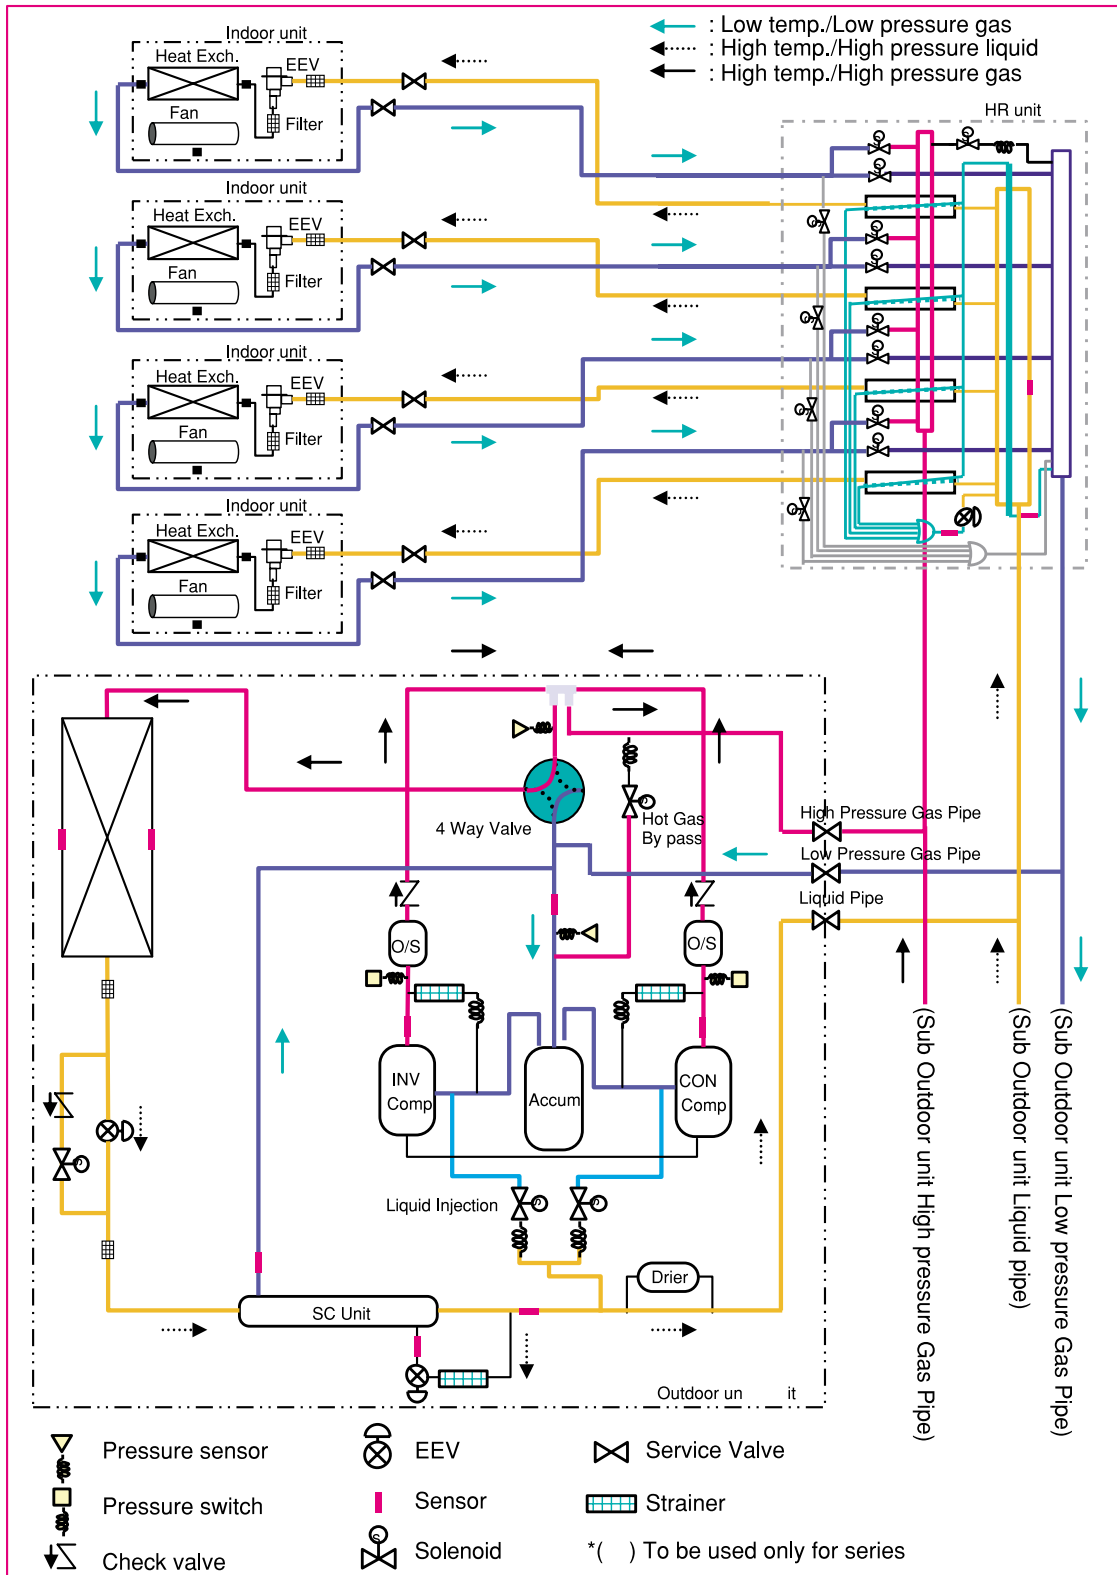 : Low temp./Low pressure gas
: High temp./High pressure liquid
: High temp./High pressure gas
Indoor unit
Heat Exch.
EEV
Fan
Filter
HR unit
Indoor unit
Heat Exch.
EEV
Fan
Filter
Indoor unit
Heat Exch.
EEV
Fan
Filter
Indoor unit
Heat Exch.
EEV
Fan
Filter
4 Way Valve
Hot Gas
By pass
High Pressure Gas Pipe
Low Pressure Gas Pipe
Liquid Pipe
O/S
O/S
INV
Comp
Accum
CON
Comp
Liquid Injection
Drier
SC Unit
Outdoor un it
(Sub Outdoor unit High pressure Gas Pipe)
(Sub Outdoor unit Liquid pipe)
(Sub Outdoor unit Low pressure Gas Pipe)
Pressure sensor
EEV
Service Valve
Pressure switch
Sensor
Strainer
Check valve
S
Solenoid
*( ) To be used only for series